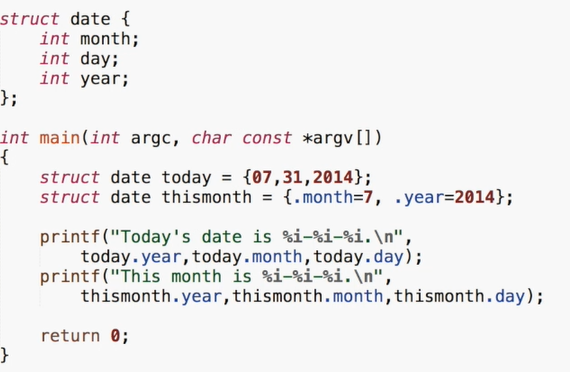 struct date {
    int month;
    int day;
    int year;
};

int main(int argc, char const *argv[])
{
    struct date today = {07,31,2014};
    struct date thismonth = {.month=7, .year=2014};

    printf("Today's date is %i-%i-%i.\n",
        today.year,today.month,today.day);
    printf("This month is %i-%i-%i.\n",
        thismonth.year,thismonth.month,thismonth.day);

    return 0;
}